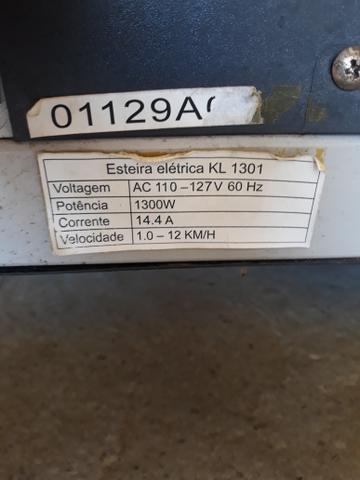 01129A
Esteira elétrica KL 1301
Voltagem AC 110 – 127V 60 Hz
Potência 1300W
Corrente 14.4 A
Velocidade 1.0 – 12 KM/H